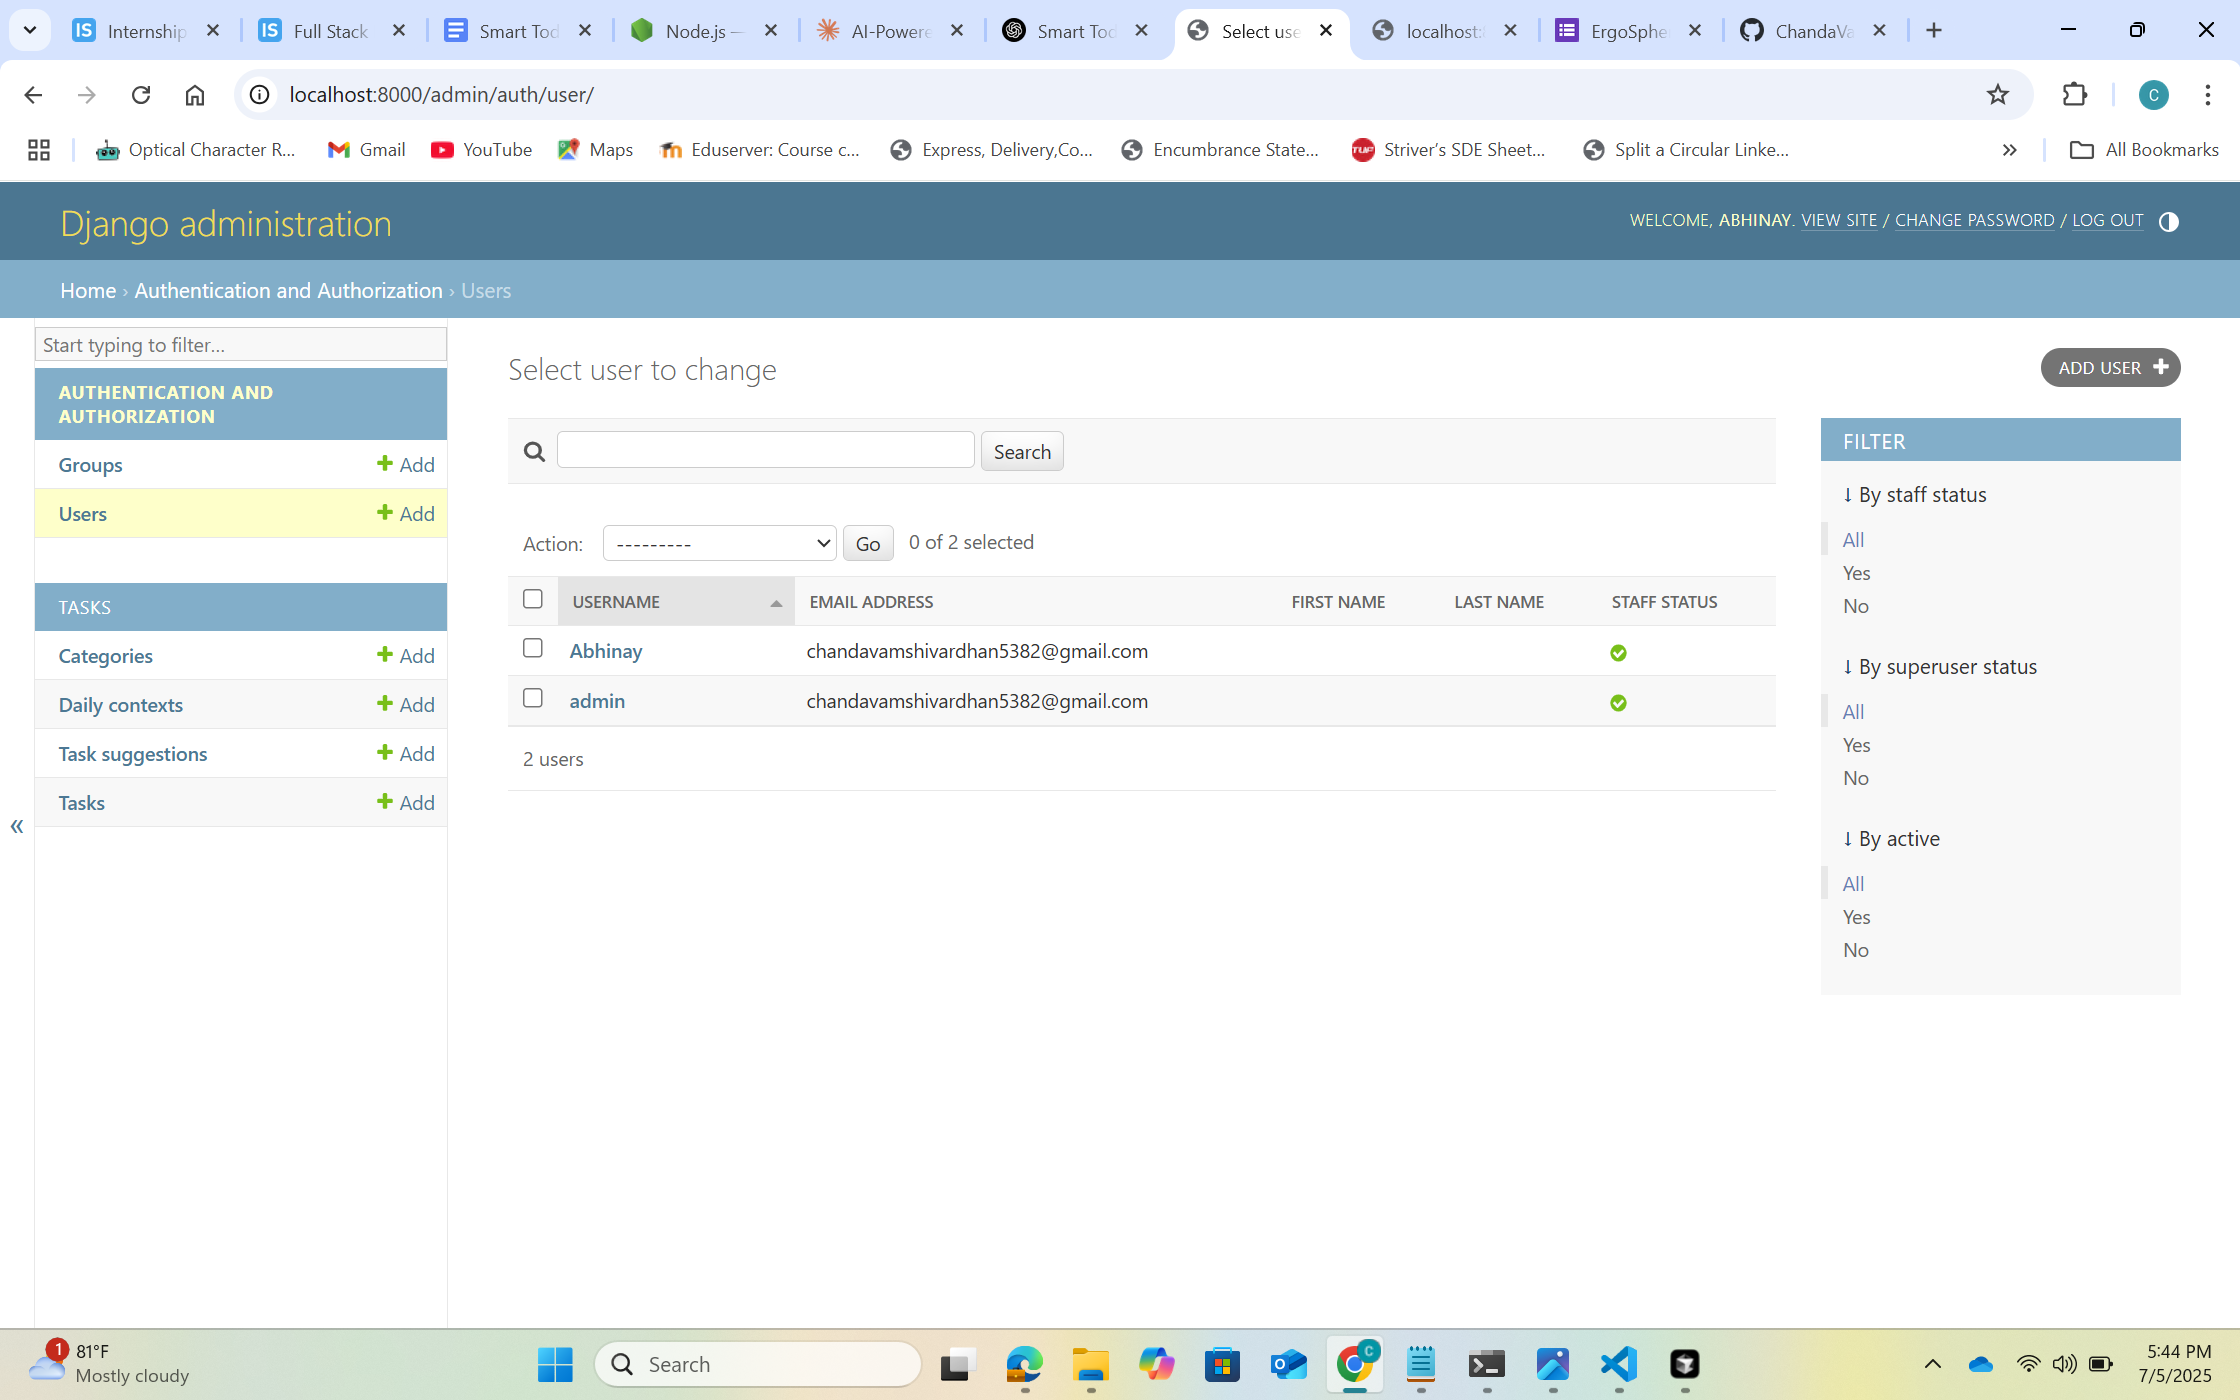 Internship
Full Stack
Smart Tod
Node.js —
AI-Powere
Smart Tod
Select use
localhost:8
ErgoSphe
ChandaVa
localhost:8000/admin/auth/user/
C
Optical Character R...
Gmail
YouTube
Maps
Eduserver: Course c...
Express, Delivery,Co...
Encumbrance State...
Striver’s SDE Sheet...
Split a Circular Linke...
» All Bookmarks
Django administration
WELCOME, ABHINAY. VIEW SITE / CHANGE PASSWORD / LOG OUT
Home › Authentication and Authorization › Users
Start typing to filter...
AUTHENTICATION AND
AUTHORIZATION
Groups + Add
Users + Add
TASKS
Categories + Add
Daily contexts + Add
Task suggestions + Add
Tasks + Add
«
Select user to change
ADD USER +
Search
Action: --------- Go 0 of 2 selected
USERNAME EMAIL ADDRESS FIRST NAME LAST NAME STAFF STATUS
Abhinay chandavamshivardhan5382@gmail.com
admin chandavamshivardhan5382@gmail.com
2 users
FILTER
↓ By staff status
All
Yes
No
↓ By superuser status
All
Yes
No
↓ By active
All
Yes
No
1
81°F
Mostly cloudy
Search
C
5:44 PM
7/5/2025